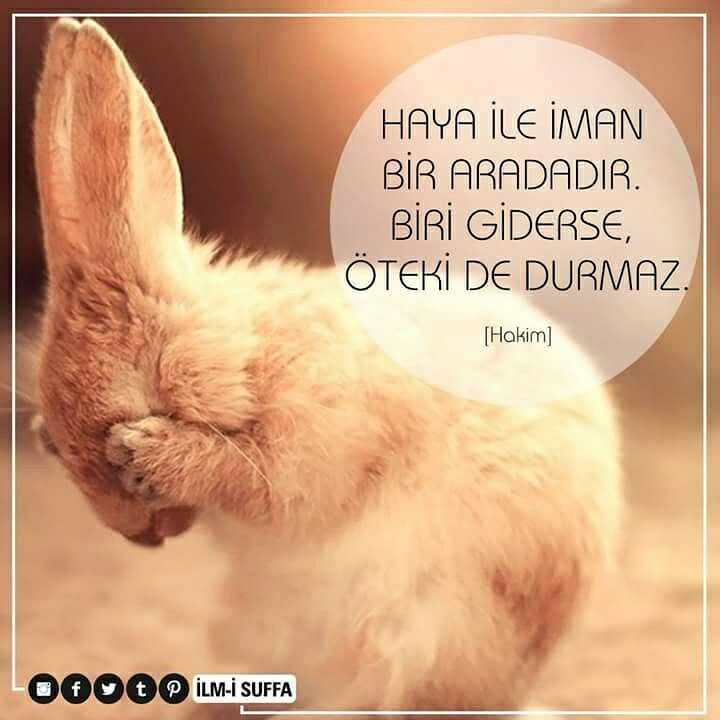 HAYA İLE İMAN
BİR ARADADIR.
BİRİ GİDERSE,
ÖTEKİ DE DURMAZ.
[Hakim]
İLM-İ SUFFA